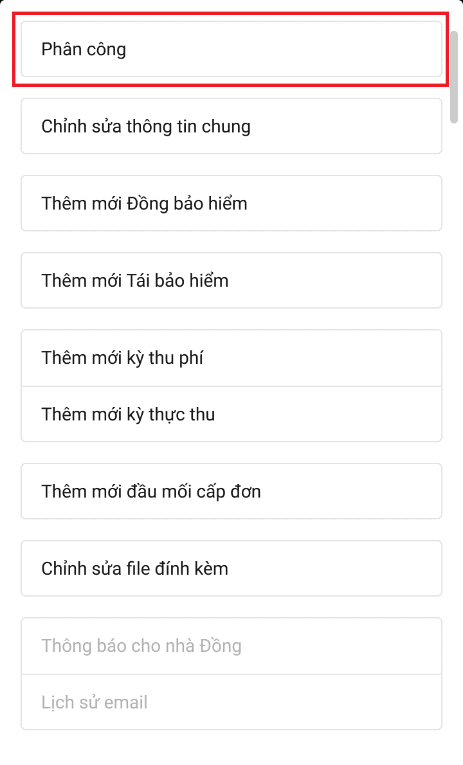 Phân công
Chỉnh sửa thông tin chung
Thêm mới Đồng bảo hiểm
Thêm mới Tái bảo hiểm
Thêm mới kỳ thu phí
Thêm mới kỳ thực thu
Thêm mới đầu mối cấp đơn
Chỉnh sửa file đính kèm
Thông báo cho nhà Đồng
Lịch sử email